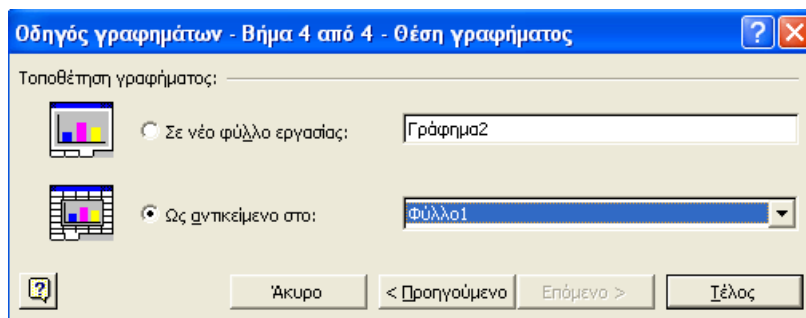 Οδηγός γραφημάτων - Βήμα 4 από 4 - Θέση γραφήματος
Τοποθέτηση γραφήματος:
Σε νέο φύλλο εργασίας: Γράφημα2
Ως αντικείμενο στο: Φύλλο1
Άκυρο < Προηγούμενο Επόμενο > Τέλος